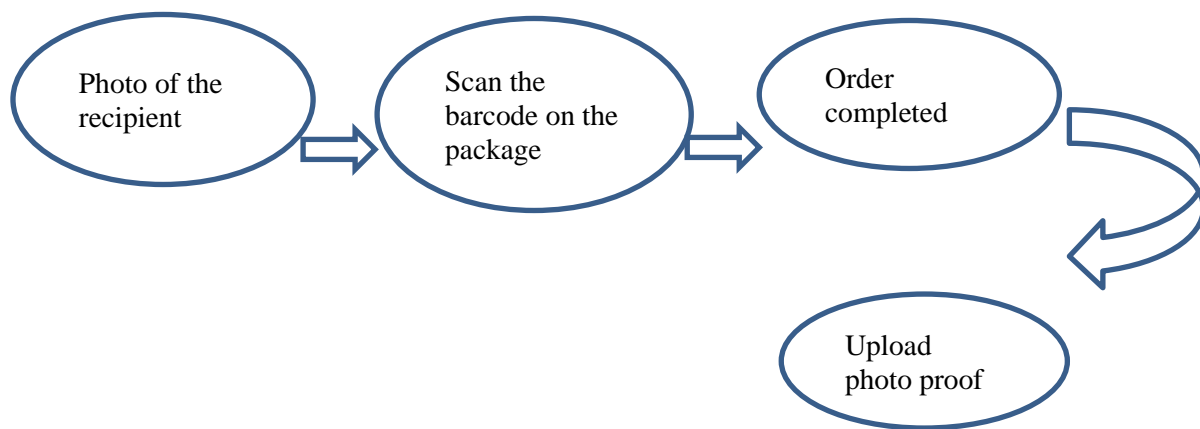 Photo of the
recipient
Scan the
barcode on the
package
Order
completed
Upload
photo proof